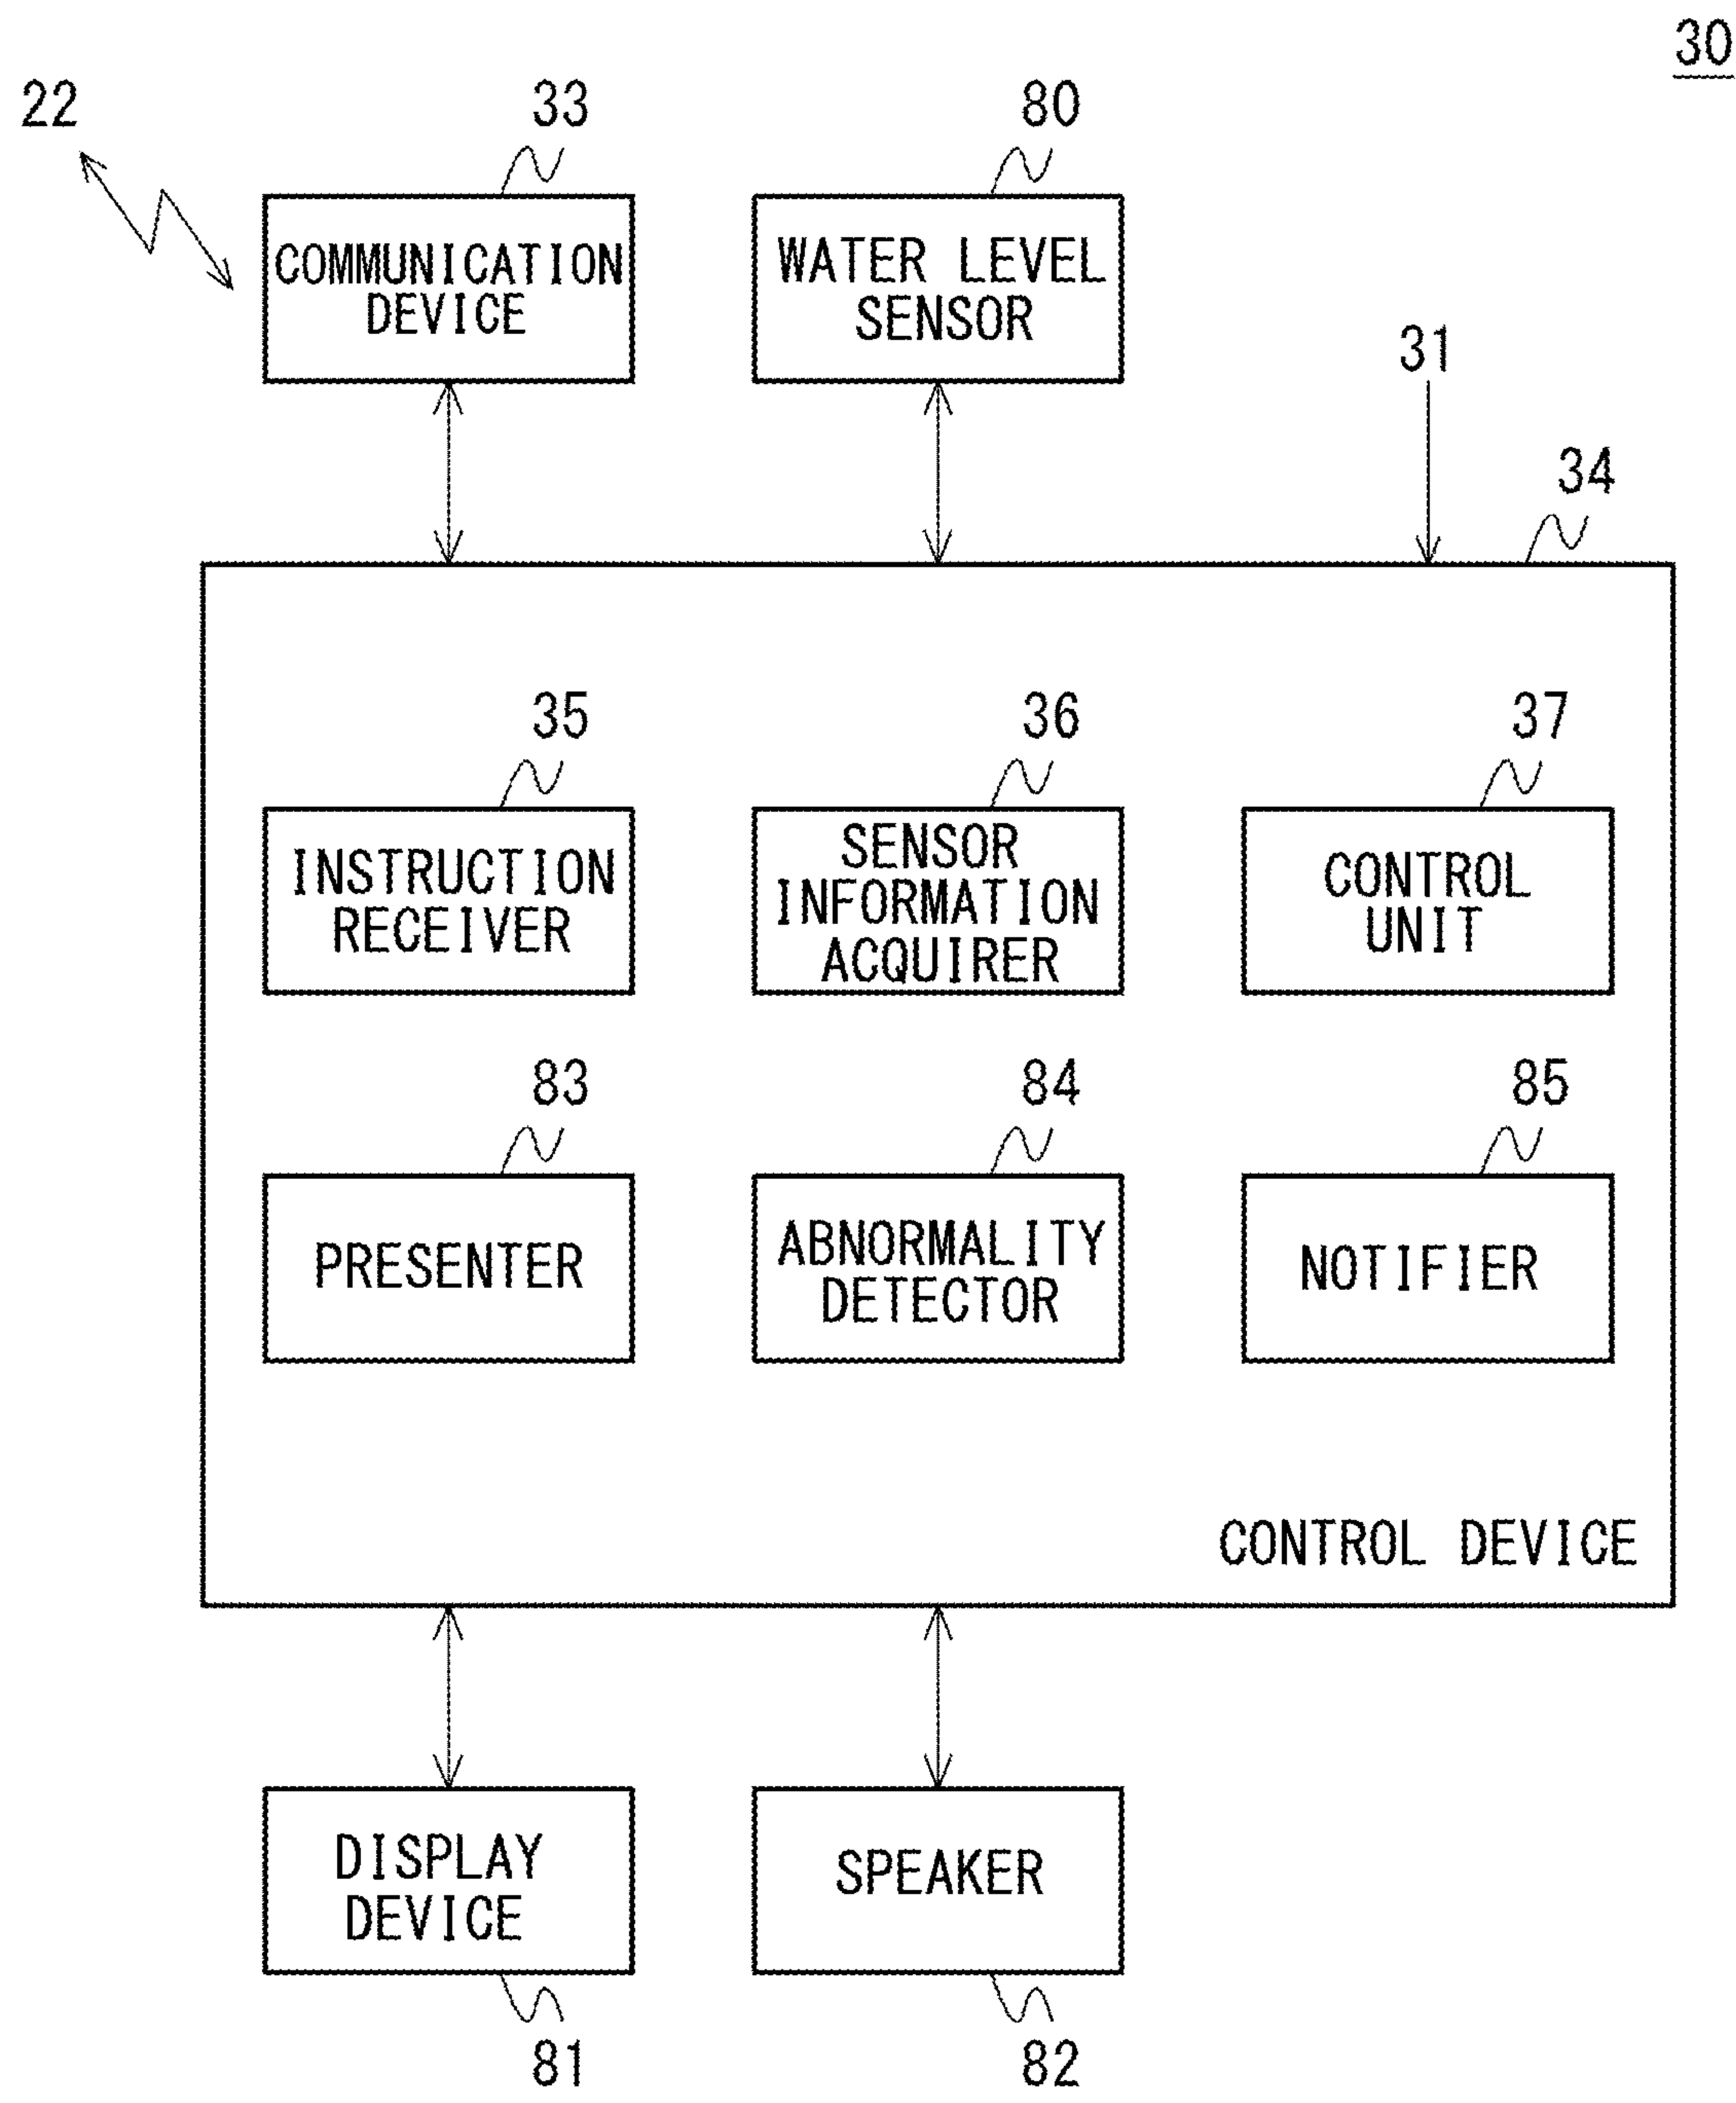 30
22
33
80
COMMUNICATION
DEVICE
WATER LEVEL
SENSOR
31
34
35
36
37
INSTRUCTION
RECEIVER
SENSOR
INFORMATION
ACQUIRER
CONTROL
UNIT
83
84
85
PRESENTER
ABNORMALITY
DETECTOR
NOTIFIER
CONTROL DEVICE
DISPLAY
DEVICE
SPEAKER
81
82